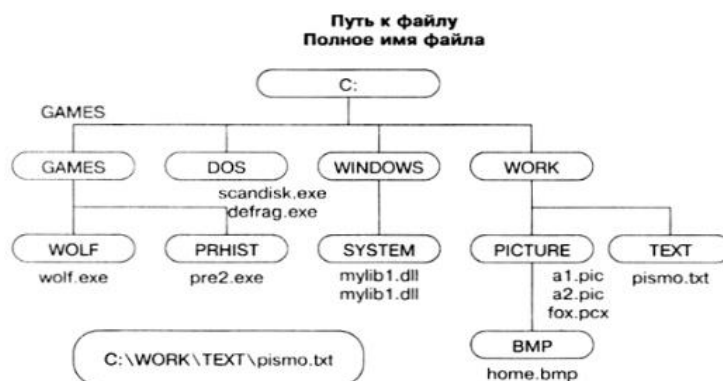 Путь к файлу
Полное имя файла
C:
GAMES
GAMES DOS WINDOWS WORK
scandisk.exe
defrag.exe
WOLF PRHIST SYSTEM PICTURE TEXT
wolf.exe pre2.exe mylib1.dll a1.pic pismo.txt
mylib1.dll a2.pic
fox.pcx
C:\WORK\TEXT\pismo.txt
BMP
home.bmp